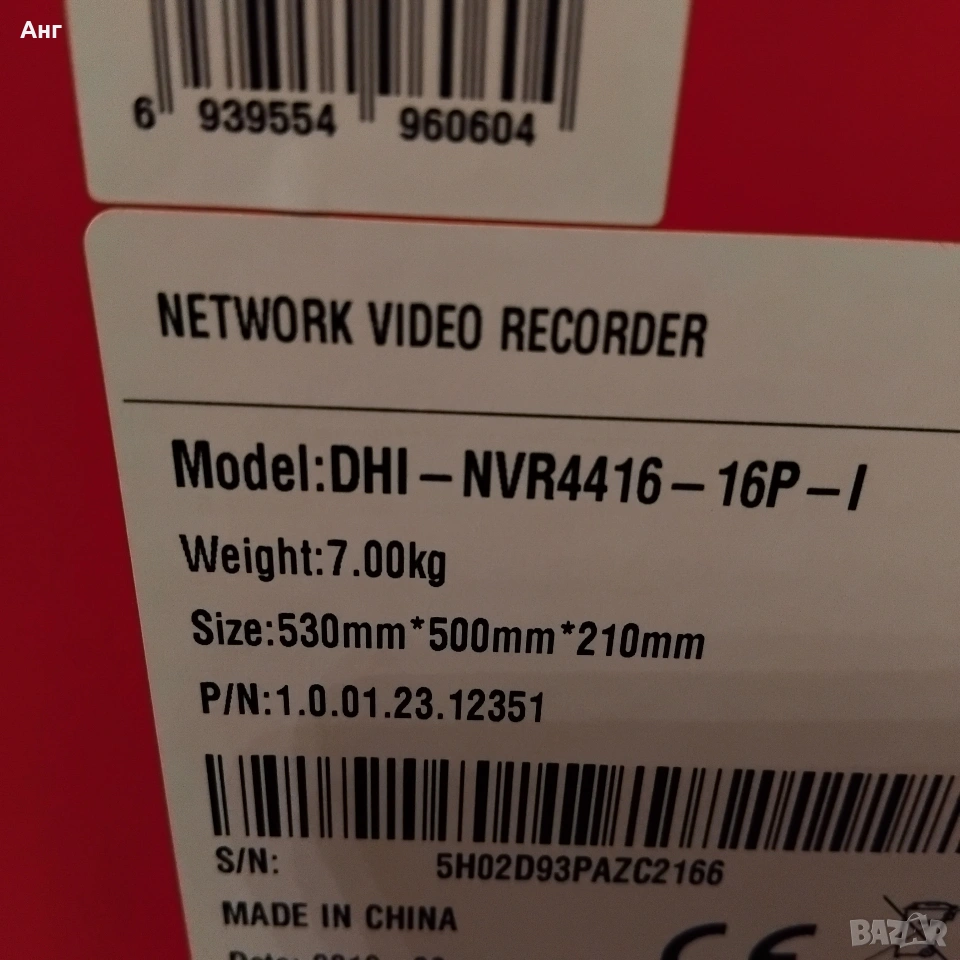 Анг
6 939554 960604
NETWORK VIDEO RECORDER
Model:DHI-NVR4416-16P-I
Weight:7.00kg
Size:530mm*500mm*210mm
P/N:1.0.01.23.12351
S/N: 5H02D93PAZC2166
MADE IN CHINA
CE
BAZAR